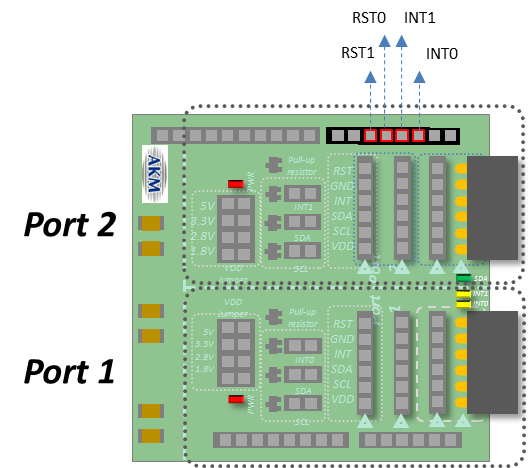 RST0 INT1
RST1 INT0
AKM
Port 2
PWR
Pull-up
resistor
INT1
SDA
SCL
5V
3.3V
2.8V
1.8V
VDD
Jumper
RST
GND
INT
SDA
SCL
VDD
SDA
INT1
INT0
Port 1
VDD
Jumper
5V
3.3V
2.8V
1.8V
PWR
Pull-up
resistor
INT0
SDA
SCL
RST
GND
INT
SDA
SCL
VDD